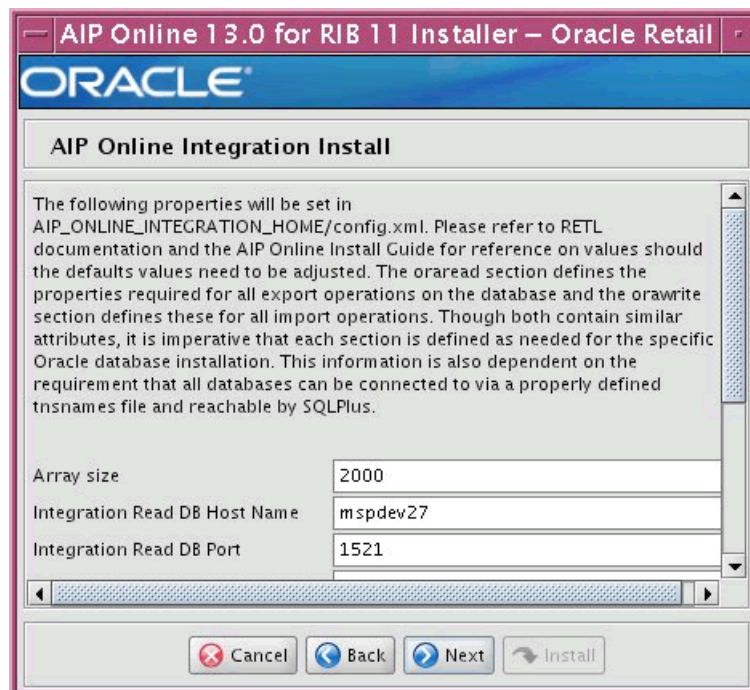 AIP Online 13.0 for RIB 11 Installer – Oracle Retail
ORACLE
AIP Online Integration Install
The following properties will be set in
AIP_ONLINE_INTEGRATION_HOME/config.xml. Please refer to RETL
documentation and the AIP Online Install Guide for reference on values should
the defaults values need to be adjusted. The oraread section defines the
properties required for all export operations on the database and the orawrite
section defines these for all import operations. Though both contain similar
attributes, it is imperative that each section is defined as needed for the specific
Oracle database installation. This information is also dependent on the
requirement that all databases can be connected to via a properly defined
tnsnames file and reachable by SQLPlus.
Array size 2000
Integration Read DB Host Name mspdev27
Integration Read DB Port 1521
Cancel Back Next Install